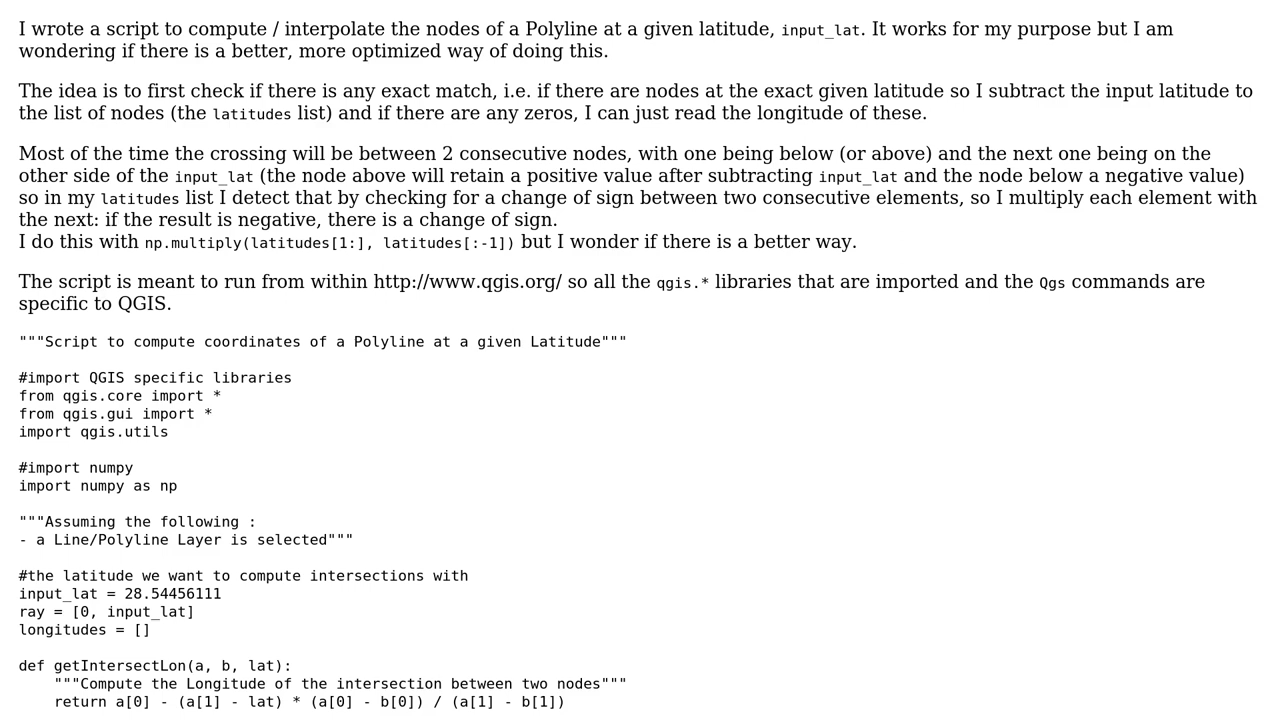 I wrote a script to compute / interpolate the nodes of a Polyline at a given latitude, input_lat. It works for my purpose but I am
wondering if there is a better, more optimized way of doing this.
The idea is to first check if there is any exact match, i.e. if there are nodes at the exact given latitude so I subtract the input latitude to
the list of nodes (the latitudes list) and if there are any zeros, I can just read the longitude of these.
Most of the time the crossing will be between 2 consecutive nodes, with one being below (or above) and the next one being on the
other side of the input_lat (the node above will retain a positive value after subtracting input_lat and the node below a negative value)
so in my latitudes list I detect that by checking for a change of sign between two consecutive elements, so I multiply each element with
the next: if the result is negative, there is a change of sign.
I do this with np.multiply(latitudes[1:], latitudes[:-1]) but I wonder if there is a better way.
The script is meant to run from within http://www.qgis.org/ so all the qgis.* libraries that are imported and the Qgs commands are
specific to QGIS.
"""Script to compute coordinates of a Polyline at a given Latitude"""
#import QGIS specific libraries
from qgis.core import *
from qgis.gui import *
import qgis.utils
#import numpy
import numpy as np
"""Assuming the following :
- a Line/Polyline Layer is selected"""
#the latitude we want to compute intersections with
input_lat = 28.54456111
ray = [0, input_lat]
longitudes = []
def getIntersectLon(a, b, lat):
    """Compute the Longitude of the intersection between two nodes"""
    return a[0] - (a[1] - lat) * (a[0] - b[0]) / (a[1] - b[1])